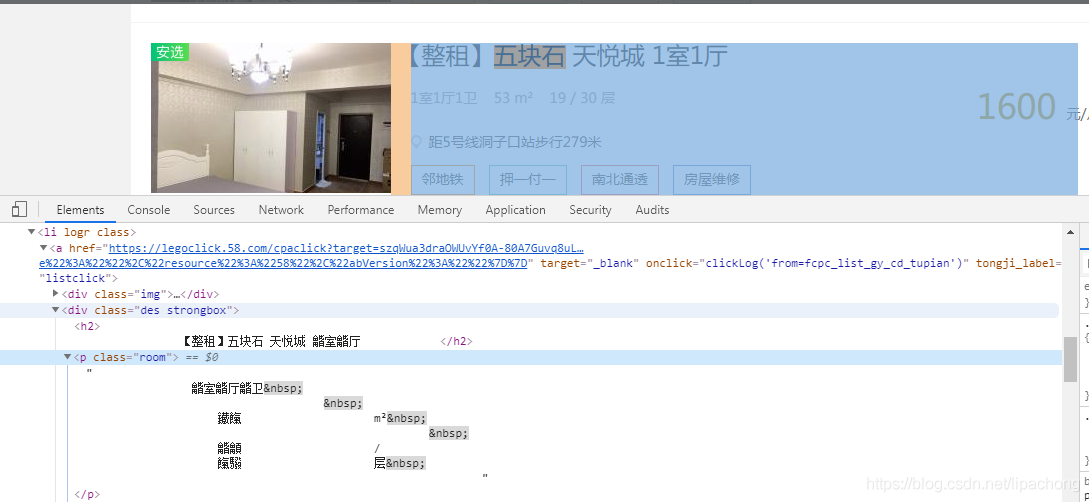 安选
【整租】五块石 天悦城 1室1厅
1室1厅1卫 53 m² 19 / 30 层
1600 元/
距5号线洞子口站步行279米
邻地铁 押一付一 南北通透 房屋维修
Elements Console Sources Network Performance Memory Application Security Audits
<li logr class>
<a href="https://legoclick.58.com/cpaclick?target=szqWua3draOWUvYf0A-80A7Guvq8uL…
e%22%3A%22%22%2C%22resource%22%3A%2258%22%2C%22abVersion%22%3A%22%22%7D%7D" target="_blank" onclick="clickLog('from=fcpc_list_gy_cd_tupian')" tongji_label=
"listclick">
<div class="img">…</div>
<div class="des strongbox">
<h2>
【整租】五块石 天悦城 龤室龤厅 </h2>
<p class="room"> == $0
"
龤室龤厅龤卫&nbsp;
&nbsp;
m²&nbsp;
&nbsp;
/
层&nbsp;
"
</p>
https://blog.csdn.net/lipachong